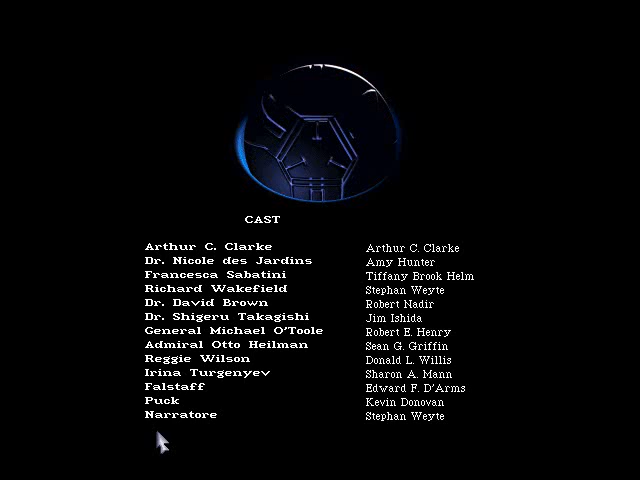 CAST
Arthur C. Clarke Arthur C. Clarke
Dr. Nicole des Jardins Amy Hunter
Francesca Sabatini Tiffany Brook Helm
Richard Wakefield Stephan Weyte
Dr. David Brown Robert Nadir
Dr. Shigeru Takagishi Jim Ishida
General Michael O'Toole Robert E. Henry
Admiral Otto Heilman Sean G. Griffin
Reggie Wilson Donald L. Willis
Irina Turgenyev Sharon A. Mann
Falstaff Edward F. D'Arms
Puck Kevin Donovan
Narratore Stephan Weyte